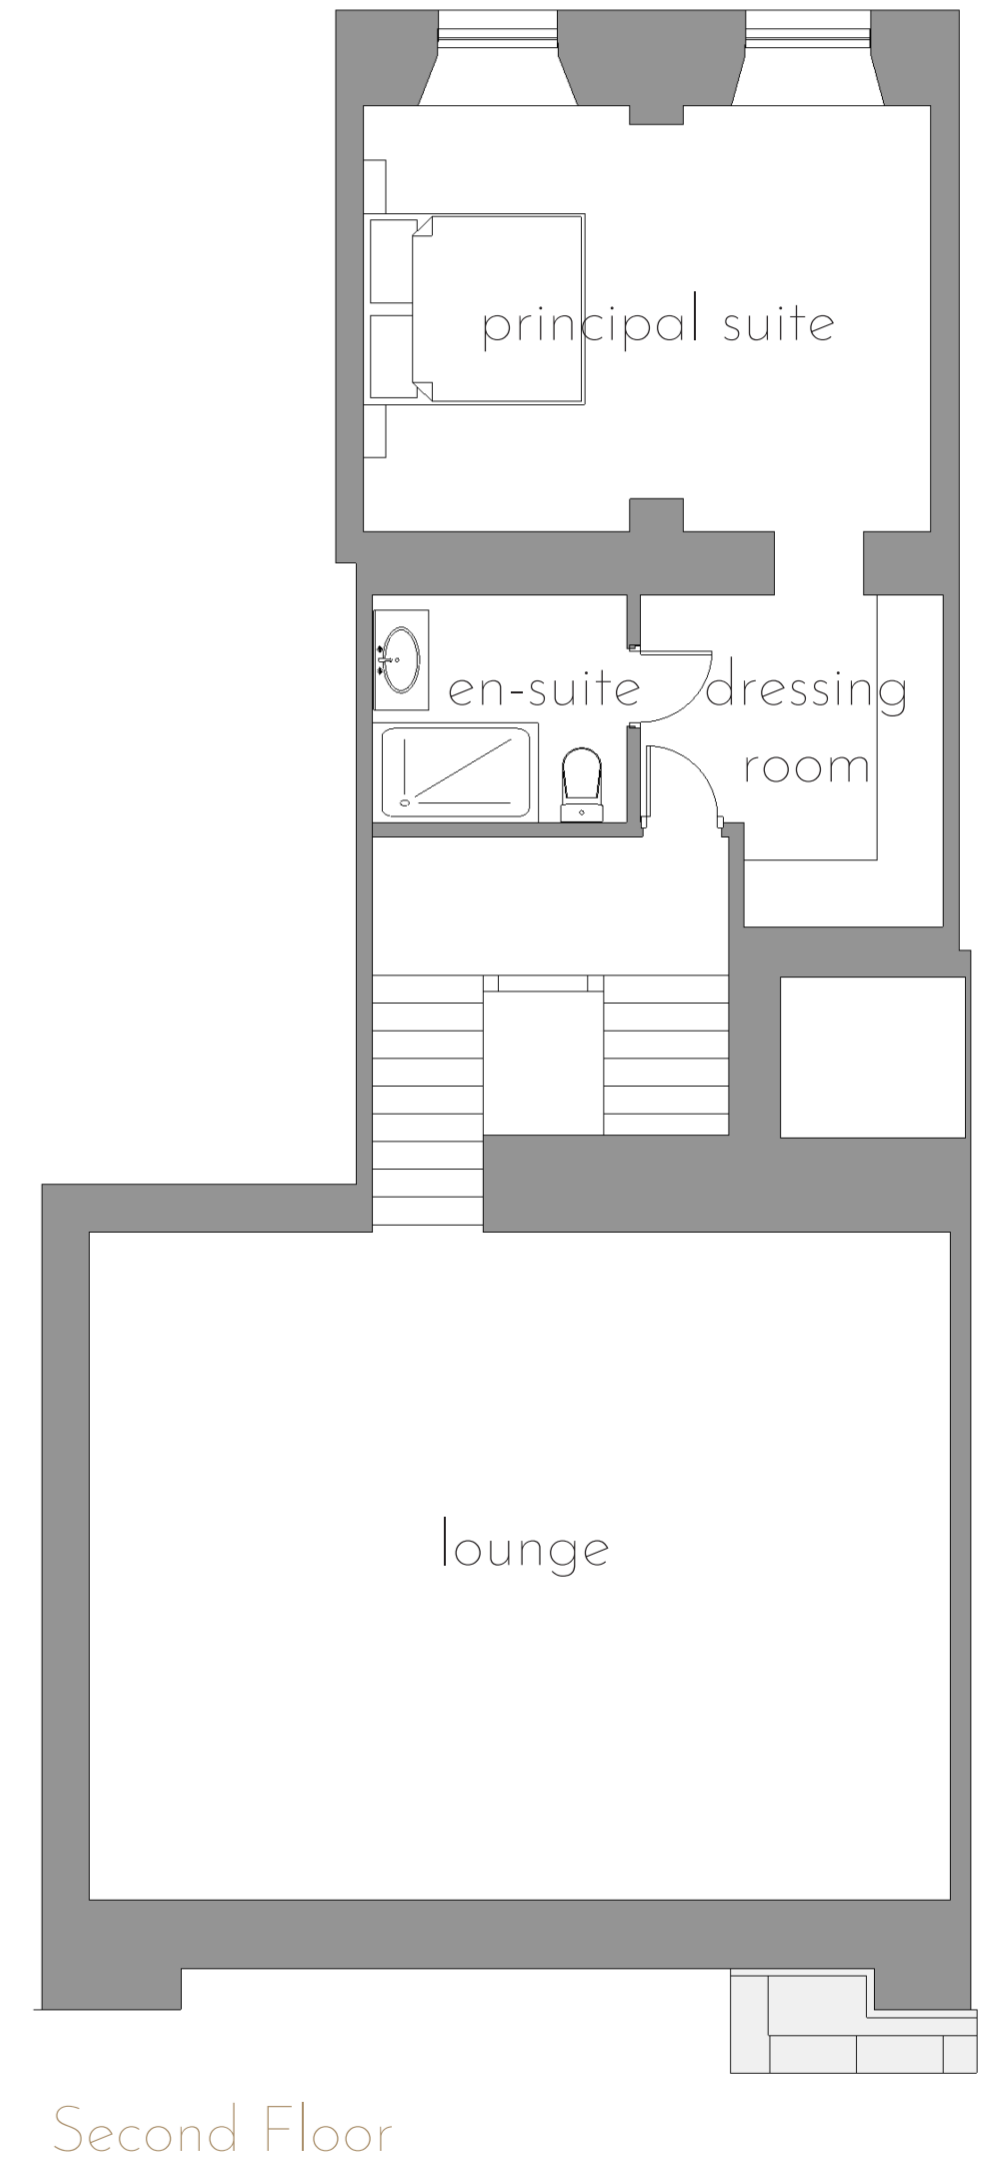 principal suite
en-suite
dressing
room
lounge
Second Floor